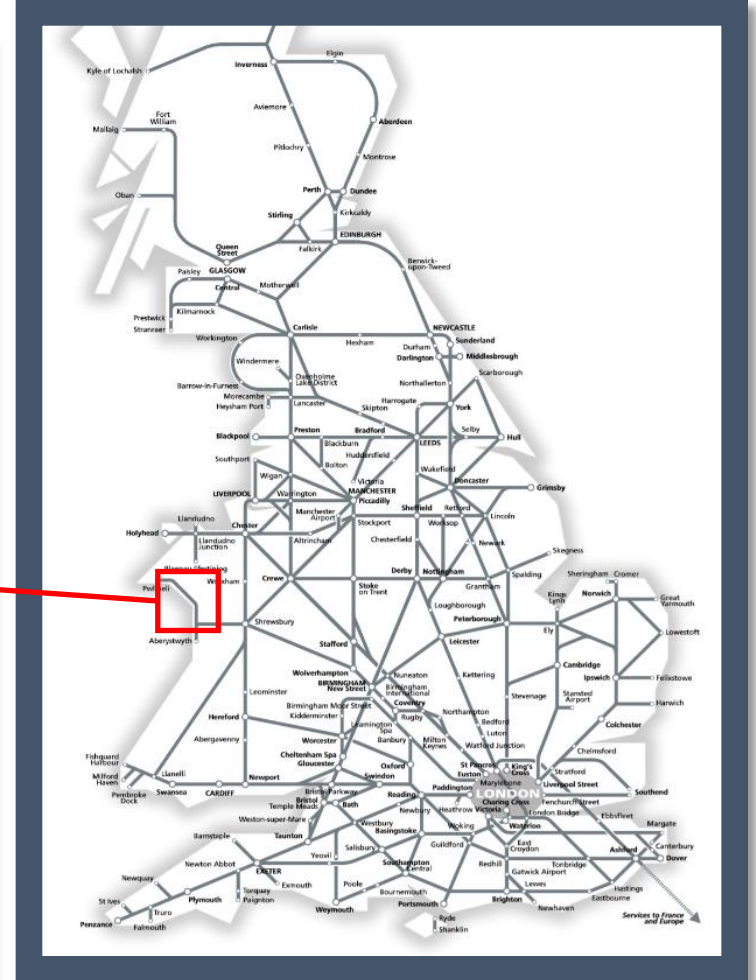 Elgin
Inverness
Kyle of Lochalsh
Aviemore
Fort
William
Aberdeen
Mallaig
Pitlochry
Montrose
Perth
Dundee
Oban
Stirling
Kirkcaldy
EDINBURGH
Falkirk
Queen
Street
Berwick-
upon-Tweed
Paisley
GLASGOW
Central
Motherwell
Prestwick
Kilmarnock
Stranraer
Carlisle
NEWCASTLE
Workington
Hexham
Sunderland
Durham
Darlington
Middlesbrough
Windermere
Oxenholme
Lake District
Scarborough
Barrow-in-Furness
Northallerton
Morecambe
Lancaster
Harrogate
Heysham Port
Skipton
York
Blackpool
Preston
Bradford
Selby
Blackburn
LEEDS
Hull
Southport
Huddersfield
Bolton
Wakefield
Wigan
Victoria
Doncaster
LIVERPOOL
Warrington
MANCHESTER
Piccadilly
Grimsby
Manchester
Airport
Sheffield
Retford
Llandudno
Stockport
Worksop
Lincoln
Holyhead
Chester
Llandudno
Junction
Altrincham
Chesterfield
Newark
Skegness
Blaenau Ffestiniog
Crewe
Stoke
on Trent
Derby
Nottingham
Spalding
Sheringham
Cromer
Pwllheli
Wrexham
Grantham
Kings
Lynn
Norwich
Great
Yarmouth
Loughborough
Shrewsbury
Peterborough
Ely
Lowestoft
Aberystwyth
Stafford
Leicester
Cambridge
Wolverhampton
Nuneaton
Kettering
Ipswich
Felixstowe
BIRMINGHAM
New Street
Birmingham
International
Leominster
Coventry
Stevenage
Stansted
Airport
Harwich
Birmingham Moor Street
Hereford
Kidderminster
Rugby
Northampton
Leamington
Spa
Bedford
Colchester
Abergavenny
Worcester
Banbury
Milton
Keynes
Luton
Cheltenham Spa
Watford Junction
Chelmsford
Fishguard
Harbour
Gloucester
Oxford
St Pancras
King's
Cross
Stratford
Milford
Haven
Llanelli
Newport
Swindon
Euston
Marylebone
Liverpool Street
Pembroke
Dock
Swansea
CARDIFF
Bristol Parkway
Reading
Paddington
LONDON
Southend
Bristol
Temple Meads
Bath
Newbury
Heathrow
Charing Cross
Victoria
Fenchurch Street
London Bridge
Ebbsfleet
Weston-super-Mare
Westbury
Basingstoke
Woking
Waterloo
Margate
Barnstaple
Taunton
Salisbury
Guildford
East
Croydon
Ashford
Canterbury
Newton Abbot
Yeovil
Southampton
Central
Redhill
Tonbridge
Dover
Newquay
EXETER
Gatwick Airport
Exmouth
Poole
Lewes
St Ives
Plymouth
Torquay
Paignton
Bournemouth
Hastings
Truro
Weymouth
Portsmouth
Brighton
Newhaven
Eastbourne
Penzance
Falmouth
Ryde
Shanklin
Services to France
and Europe